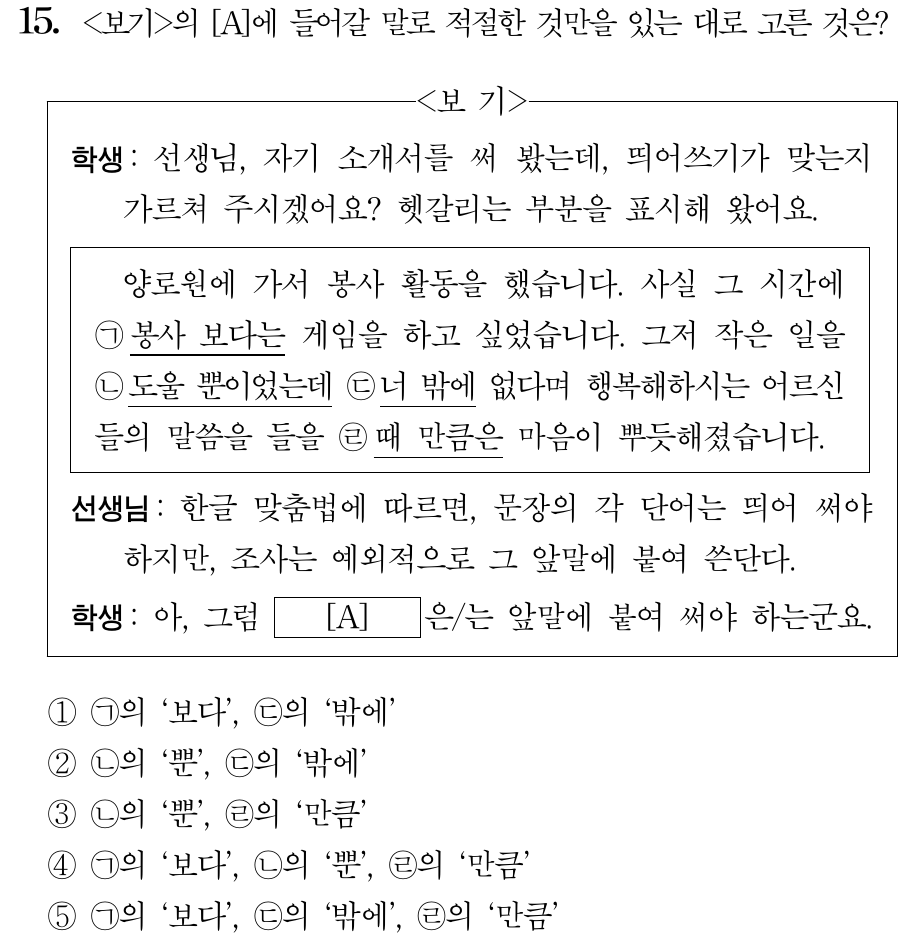 15. <보기>의 [A]에 들어갈 말로 적절한 것만을 있는 대로 고른 것은?
<보 기>
학생 : 선생님, 자기 소개서를 써 봤는데, 띄어쓰기가 맞는지
가르쳐 주시겠어요? 헷갈리는 부분을 표시해 왔어요.
양로원에 가서 봉사 활동을 했습니다. 사실 그 시간에
㉠봉사 보다는 게임을 하고 싶었습니다. 그저 작은 일을
㉡도울 뿐이었는데 ㉢너 밖에 없다며 행복해하시는 어르신
들의 말씀을 들을 ㉣때 만큼은 마음이 뿌듯해졌습니다.
선생님 : 한글 맞춤법에 따르면, 문장의 각 단어는 띄어 써야
하지만, 조사는 예외적으로 그 앞말에 붙여 쓴단다.
학생 : 아, 그럼 [A] 은/는 앞말에 붙여 써야 하는군요.
① ㉠의 ‘보다’, ㉢의 ‘밖에’
② ㉡의 ‘뿐’, ㉢의 ‘밖에’
③ ㉡의 ‘뿐’, ㉣의 ‘만큼’
④ ㉠의 ‘보다’, ㉡의 ‘뿐’, ㉣의 ‘만큼’
⑤ ㉠의 ‘보다’, ㉢의 ‘밖에’, ㉣의 ‘만큼’